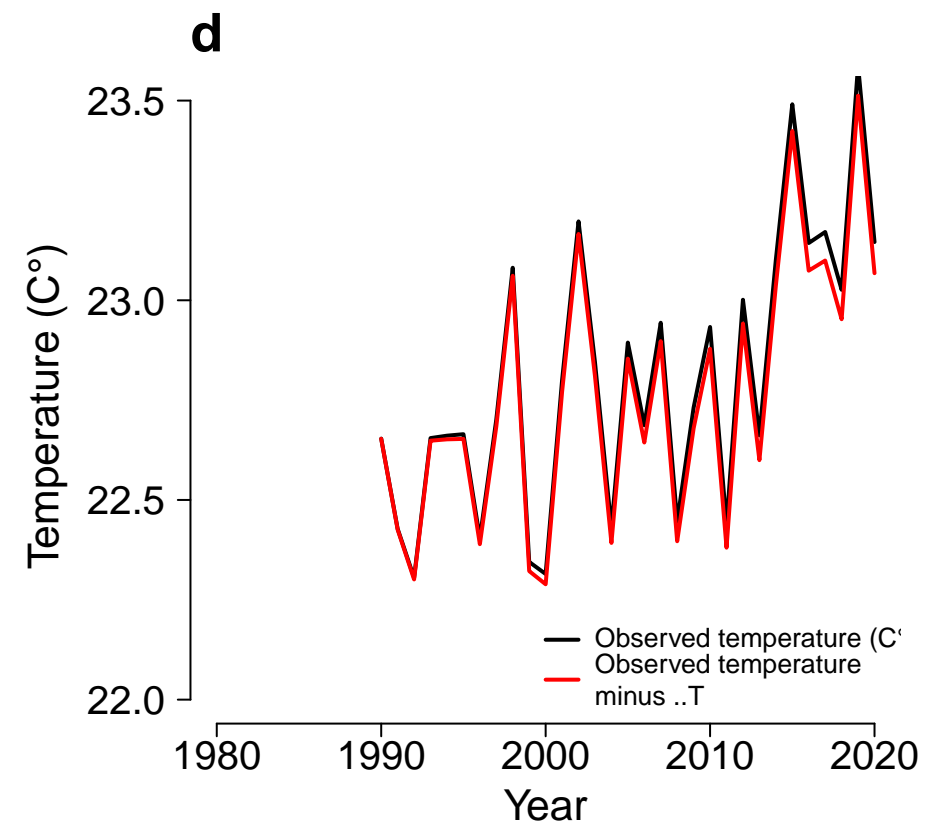 d
23.5
23.0
22.5
22.0
Temperature (C°)
Observed temperature (C°
Observed temperature
minus ..T
1980 1990 2000 2010 2020
Year